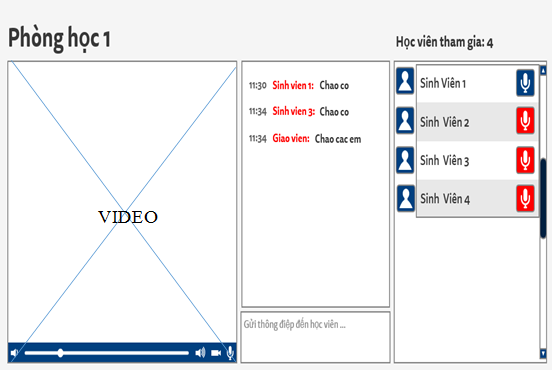 Phòng học 1
Học viên tham gia: 4
VIDEO
11:30 Sinh vien 1: Chao co
11:34 Sinh vien 3: Chao co
11:34 Giao vien: Chao cac em
Gửi thông điệp đến học viên ...
Sinh Viên 1
Sinh Viên 2
Sinh Viên 3
Sinh Viên 4